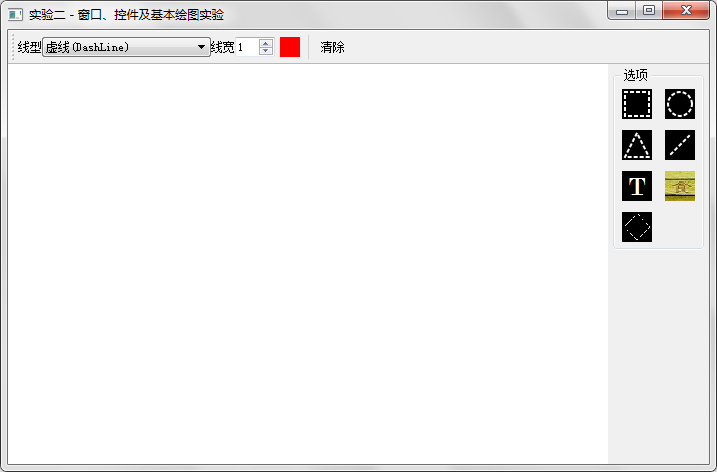 实验二 - 窗口、控件及基本绘图实验
线型 虚线(DashLine) 线宽 1 清除
选项
T
食